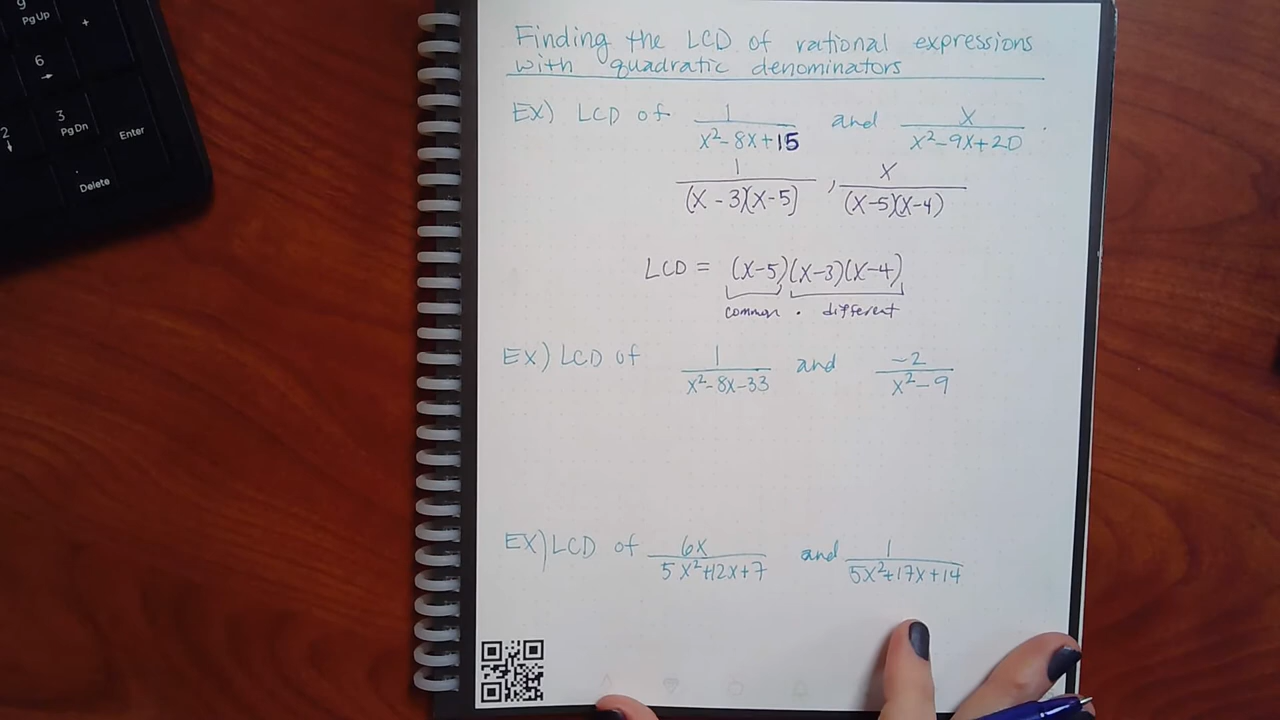 Finding the LCD of rational expressions
with quadratic denominators
EX) LCD of 1/(x²-8x+15) and x/(x²-9x+20)
1/((x-3)(x-5)) , x/((x-5)(x-4))
LCD = (x-5)(x-3)(x-4)
common . different
EX) LCD of 1/(x²-8x-33) and -2/(x²-9)
EX) LCD of 6x/(5x²+12x+7) and 1/(5x²+17x+14)
9
PgUp
+
6
→
2
↓
3
PgDn
Enter
.
Delete